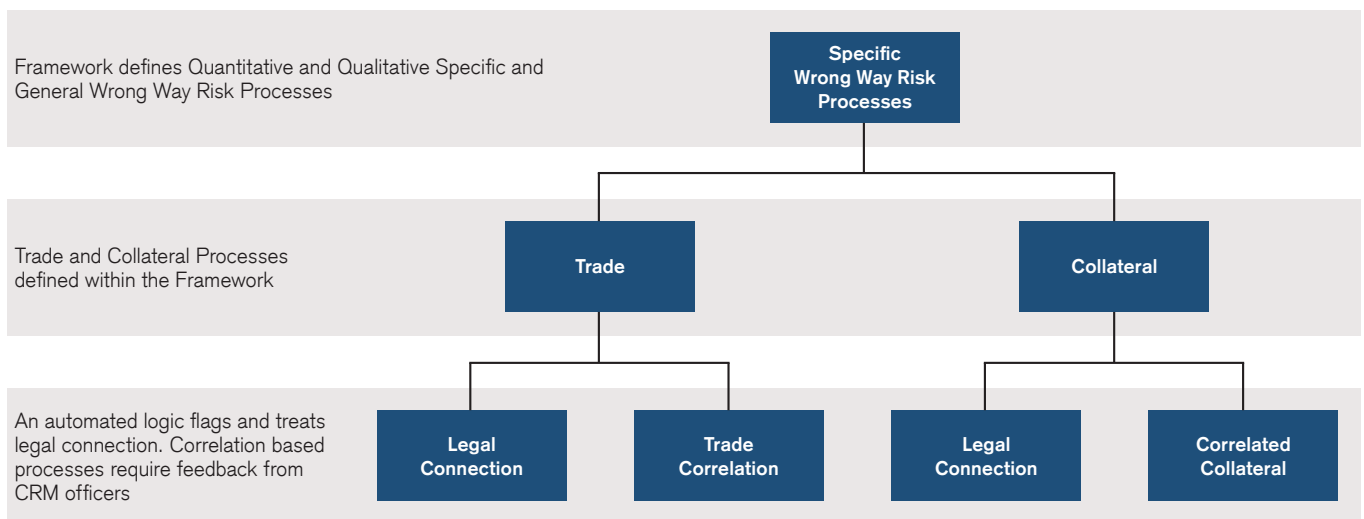 Framework defines Quantitative and Qualitative Specific and
General Wrong Way Risk Processes
Specific
Wrong Way Risk
Processes
Trade and Collateral Processes
defined within the Framework
Trade
Collateral
An automated logic flags and treats
legal connection. Correlation based
processes require feedback from
CRM officers
Legal
Connection
Trade
Correlation
Legal
Connection
Correlated
Collateral